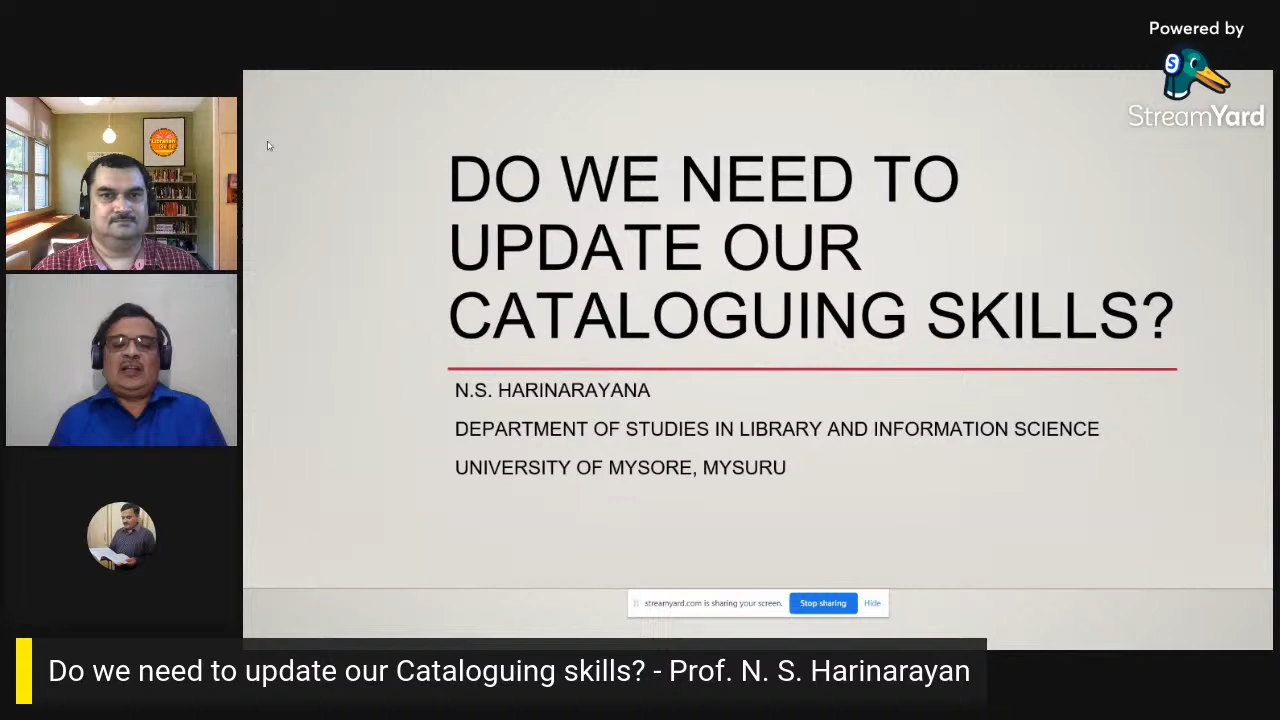 Powered by
StreamYard
DO WE NEED TO
UPDATE OUR
CATALOGUING SKILLS?
N.S. HARINARAYANA
DEPARTMENT OF STUDIES IN LIBRARY AND INFORMATION SCIENCE
UNIVERSITY OF MYSORE, MYSURU
streamyard.com is sharing your screen.
Stop sharing
Hide
Do we need to update our Cataloguing skills? - Prof. N. S. Harinarayan